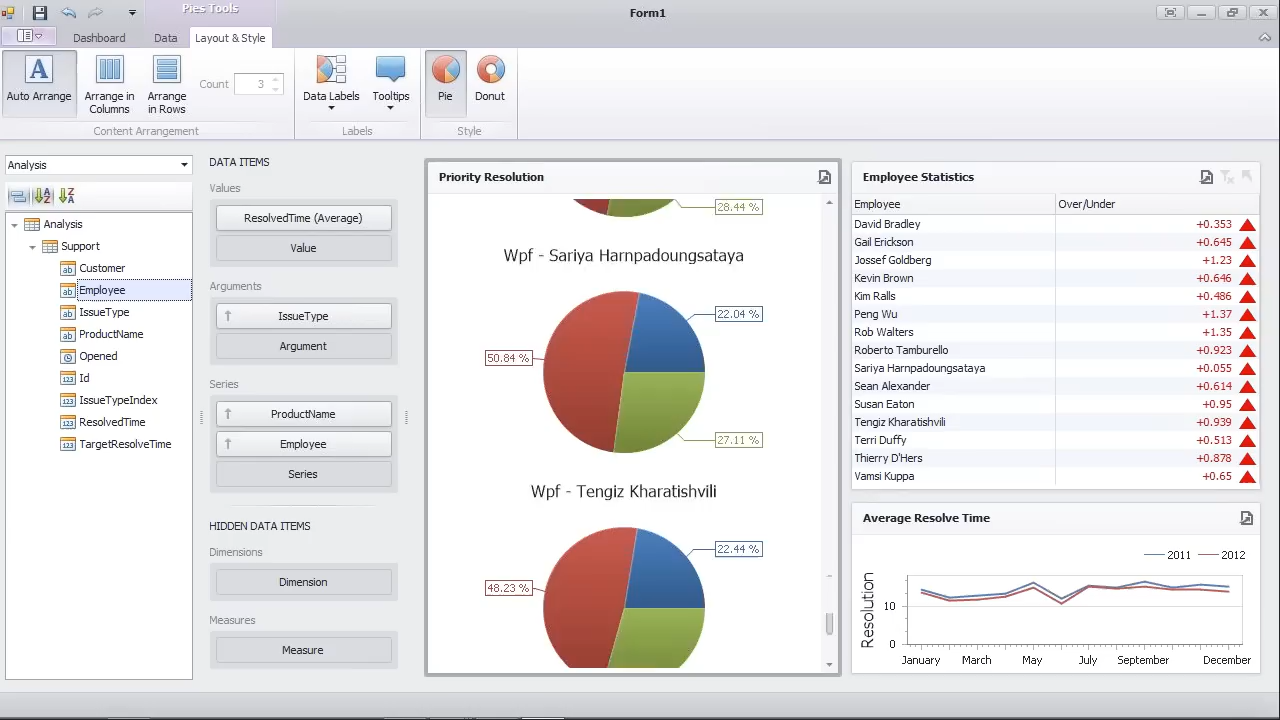 Pies Tools
Form1
Dashboard
Data
Layout & Style
Auto Arrange
Arrange in
Columns
Arrange
in Rows
Count
3
Data Labels
Tooltips
Pie
Donut
Content Arrangement
Labels
Style
Analysis
Analysis
Support
Customer
Employee
IssueType
ProductName
Opened
Id
IssueTypeIndex
ResolvedTime
TargetResolveTime
DATA ITEMS
Values
ResolvedTime (Average)
Value
Arguments
IssueType
Argument
Series
ProductName
Employee
Series
HIDDEN DATA ITEMS
Dimensions
Dimension
Measures
Measure
Priority Resolution
28.44 %
Wpf - Sariya Harnpadoungsataya
22.04 %
50.84 %
27.11 %
Wpf - Tengiz Kharatishvili
22.44 %
48.23 %
Employee Statistics
Employee Over/Under
David Bradley +0.353
Gail Erickson +0.645
Jossef Goldberg +1.23
Kevin Brown +0.646
Kim Ralls +0.486
Peng Wu +1.37
Rob Walters +1.35
Roberto Tamburello +0.923
Sariya Harnpadoungsataya +0.055
Sean Alexander +0.614
Susan Eaton +0.95
Tengiz Kharatishvili +0.939
Terri Duffy +0.513
Thierry D'Hers +0.878
Vamsi Kuppa +0.65
Average Resolve Time
2011 2012
Resolution
10
0
January March May July September December